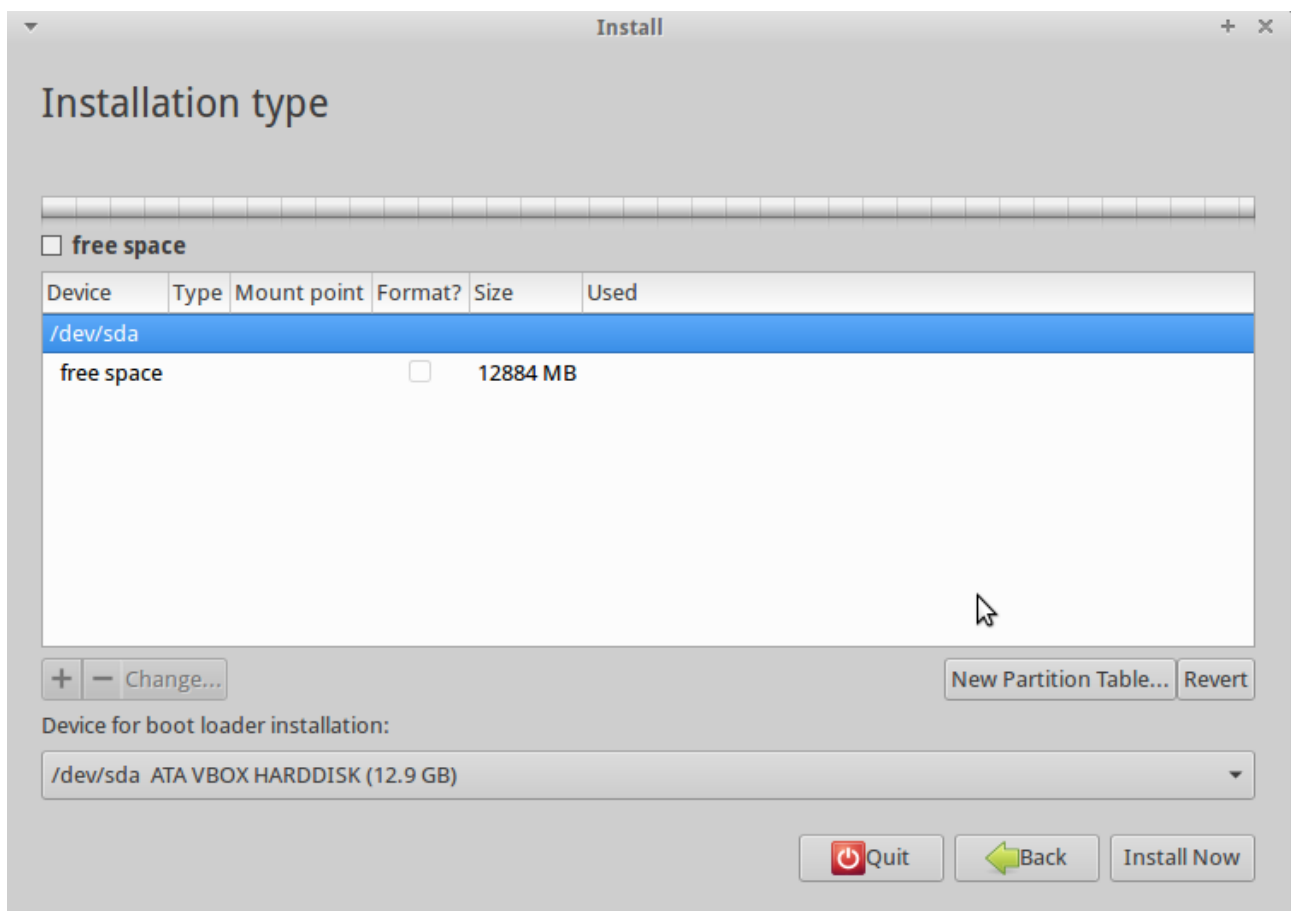 Install
Installation type
free space
Device Type Mount point Format? Size Used
/dev/sda
free space 12884 MB
+ − Change... New Partition Table... Revert
Device for boot loader installation:
/dev/sda ATA VBOX HARDDISK (12.9 GB)
Quit Back Install Now